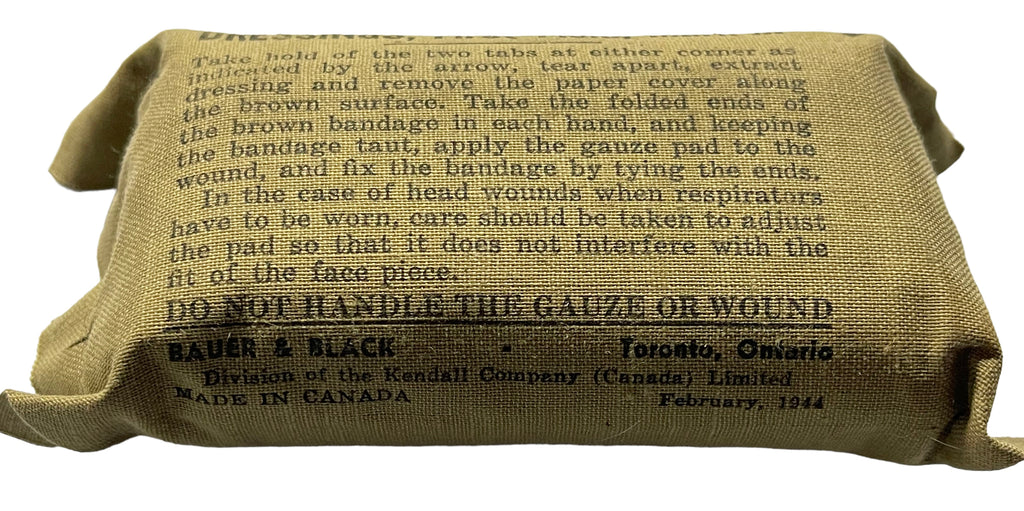 DRESSINGS, FIRST
Take hold of the two tabs at either corner as
indicated by the arrow, tear apart, extract
dressing and remove the paper cover along
the brown surface. Take the folded ends of
the brown bandage in each hand, and keeping
the bandage taut, apply the gauze pad to the
wound, and fix the bandage by tying the ends.
In the case of head wounds when respirators
have to be worn, care should be taken to adjust
the pad so that it does not interfere with the
fit of the face piece.
DO NOT HANDLE THE GAUZE OR WOUND
BAUER & BLACK - Toronto, Ontario
Division of the Kendall Company (Canada) Limited
MADE IN CANADA February, 1944